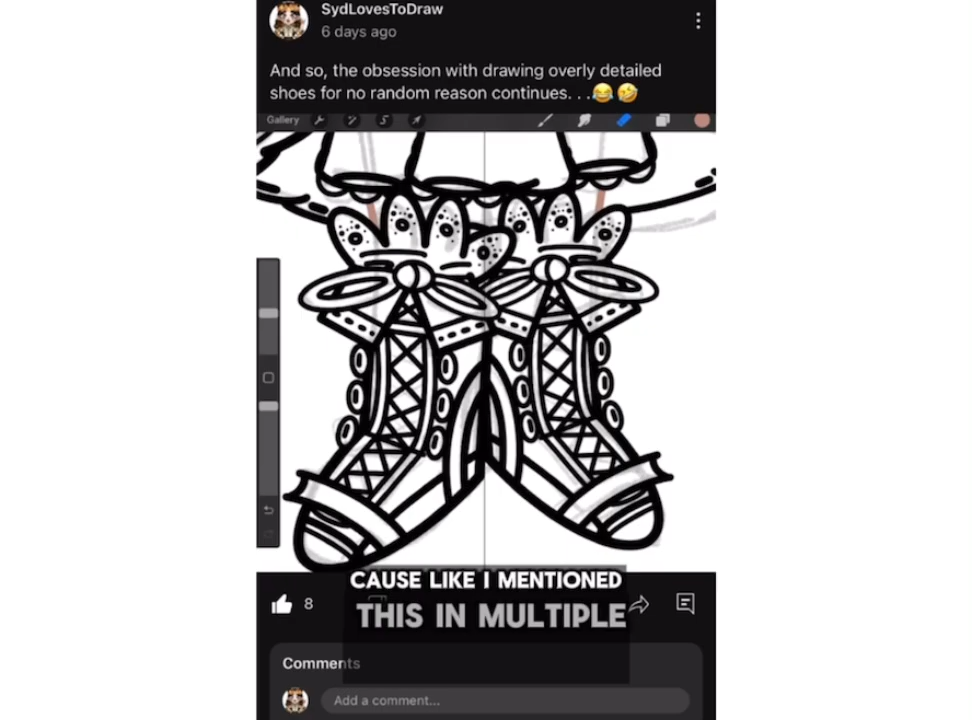 SydLovesToDraw
6 days ago
And so, the obsession with drawing overly detailed
shoes for no random reason continues. . .😂🤣
Gallery
8
CAUSE LIKE I MENTIONED
THIS IN MULTIPLE
Comments
Add a comment...